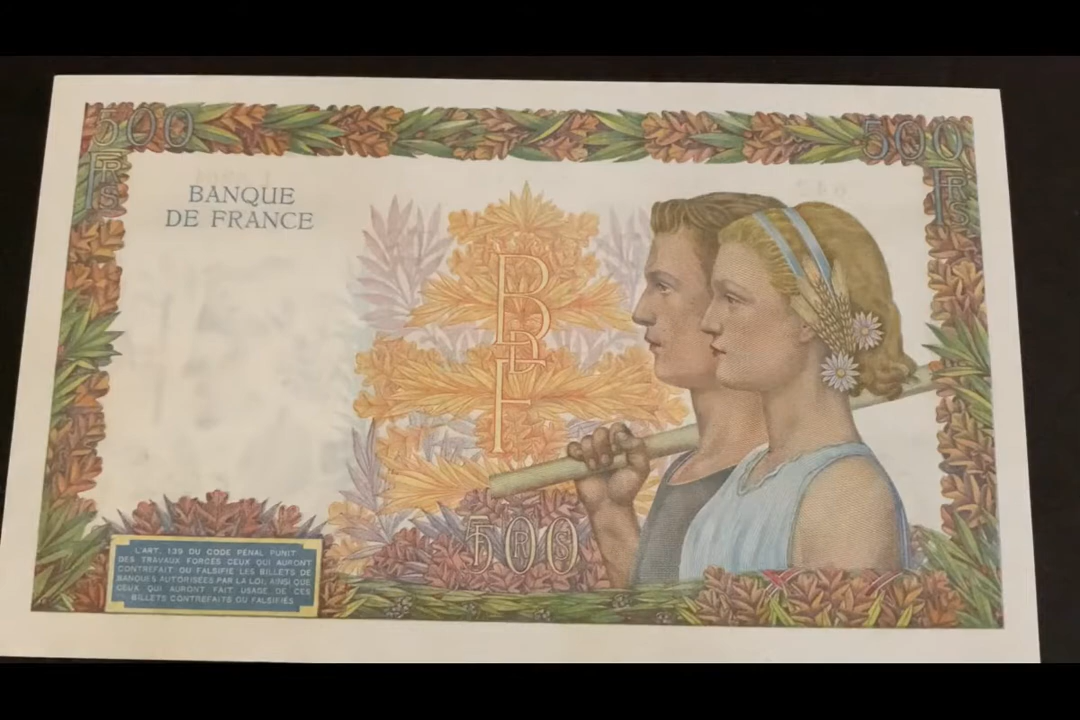 500 500
FRS FRS
BANQUE
DE FRANCE
BDF
500
FRS
L'ART. 139 DU CODE PÉNAL PUNIT
DES TRAVAUX FORCÉS CEUX QUI AURONT
CONTREFAIT OU FALSIFIÉ LES BILLETS DE
BANQUES AUTORISÉES PAR LA LOI; AINSI QUE
CEUX QUI AURONT FAIT USAGE DE CES
BILLETS CONTREFAITS OU FALSIFIÉS